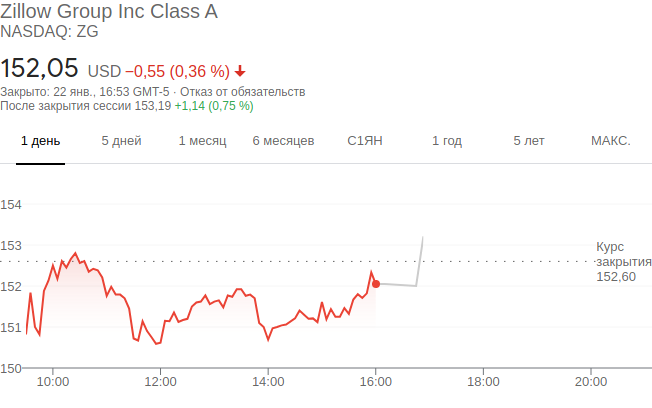 Zillow Group Inc Class A
NASDAQ: ZG
152,05 USD −0,55 (0,36 %)
Закрыто: 22 янв., 16:53 GMT-5 · Отказ от обязательств
После закрытия сессии 153,19 +1,14 (0,75 %)
1 день 5 дней 1 месяц 6 месяцев С1ЯН 1 год 5 лет МАКС.
154
153
Курс
закрытия
152,60
152
151
150
10:00 12:00 14:00 16:00 18:00 20:00